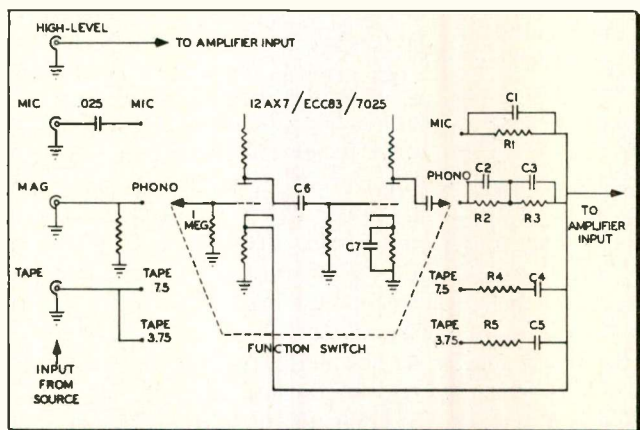 HIGH-LEVEL
TO AMPLIFIER INPUT
MIC .025 MIC
12AX7/ECC83/7025
C1
MIC
R1
MAG
PHONO
C6
1 MEG
C7
PHONO
C2 C3
R2 R3
TO
AMPLIFIER
INPUT
TAPE
TAPE
7.5
TAPE
3.75
TAPE
7.5
R4 C4
TAPE
3.75
R5 C5
FUNCTION SWITCH
INPUT
FROM
SOURCE